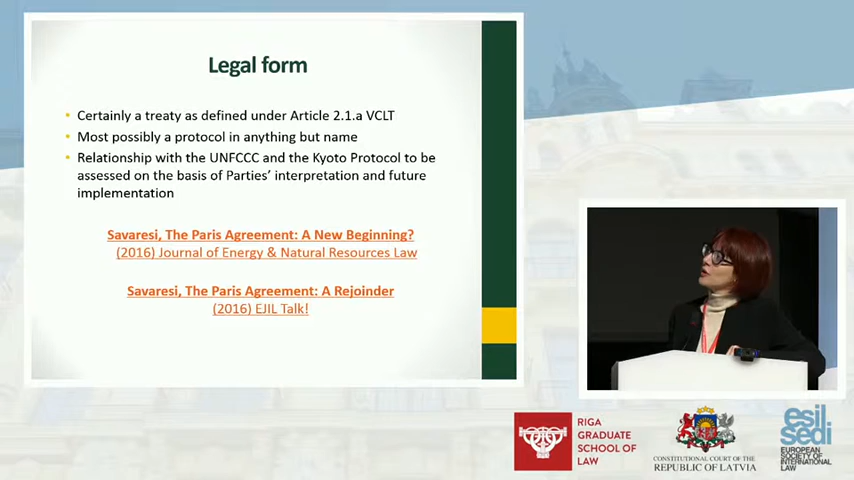 Legal form
• Certainly a treaty as defined under Article 2.1.a VCLT
• Most possibly a protocol in anything but name
• Relationship with the UNFCCC and the Kyoto Protocol to be
assessed on the basis of Parties' interpretation and future
implementation
Savaresi, The Paris Agreement: A New Beginning?
(2016) Journal of Energy & Natural Resources Law
Savaresi, The Paris Agreement: A Rejoinder
(2016) EJIL Talk!
RIGA
GRADUATE
SCHOOL OF
LAW
CONSTITUTIONAL COURT OF THE
REPUBLIC OF LATVIA
esil
sedi
EUROPEAN
SOCIETY OF
INTERNATIONAL
LAW